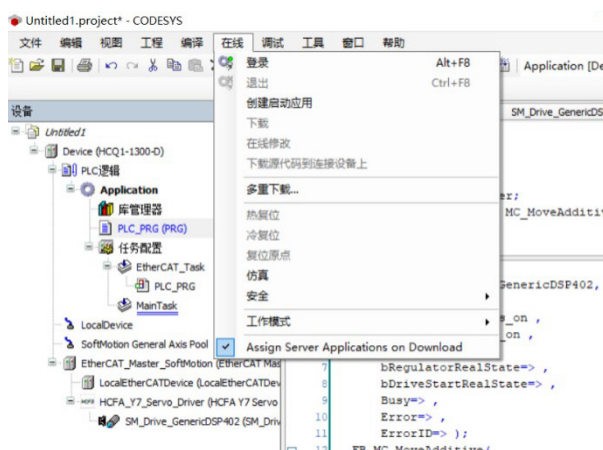 Untitled1.project* - CODESYS
文件 编辑 视图 工程 编译 在线 调试 工具 窗口 帮助
登录 Alt+F8
退出 Ctrl+F8
创建启动应用
下载
在线修改
下载源代码到连接设备上
多重下载...
热复位
冷复位
复位原点
仿真
安全
工作模式
Assign Server Applications on Download
Application [De
设备
Untitled1
Device (HCQ1-1300-D)
PLC逻辑
Application
库管理器
PLC_PRG (PRG)
任务配置
EtherCAT_Task
PLC_PRG
MainTask
LocalDevice
SoftMotion General Axis Pool
EtherCAT_Master_SoftMotion (EtherCAT Mas
LocalEtherCATDevice (LocalEtherCATDev
HCFA_Y7_Servo_Driver (HCFA Y7 Servo
SM_Drive_GenericDSP402 (SM_Driv
SM_Drive_GenericDS
er;
MC_MoveAdditiv
GenericDSP402,
s_on ,
on ,
7 bRegulatorRealState=> ,
8 bDriveStartRealState=> ,
9 Busy=> ,
10 Error=> ,
11 ErrorID=> );
12 FB_MC_MoveAdditive(